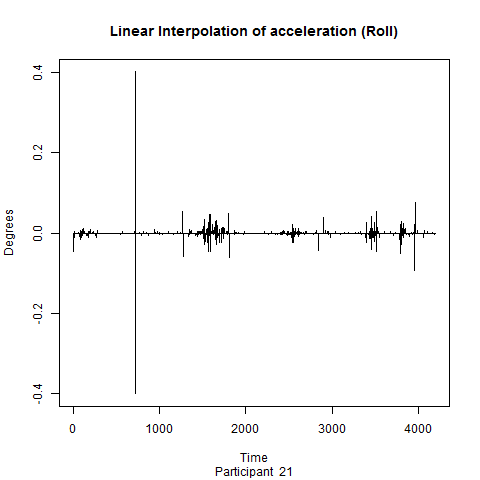 Linear Interpolation of acceleration (Roll)
Degrees
0.4
0.2
0.0
-0.2
-0.4
0 1000 2000 3000 4000
Time
Participant 21